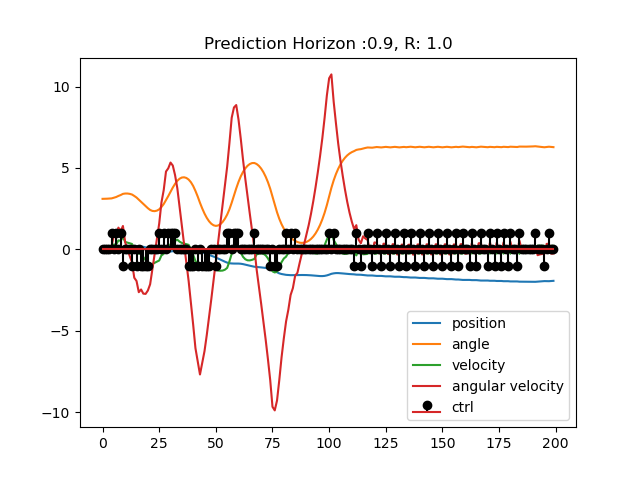 Prediction Horizon :0.9, R: 1.0
10
5
0
−5
−10
position
angle
velocity
angular velocity
ctrl
0
25
50
75
100
125
150
175
200